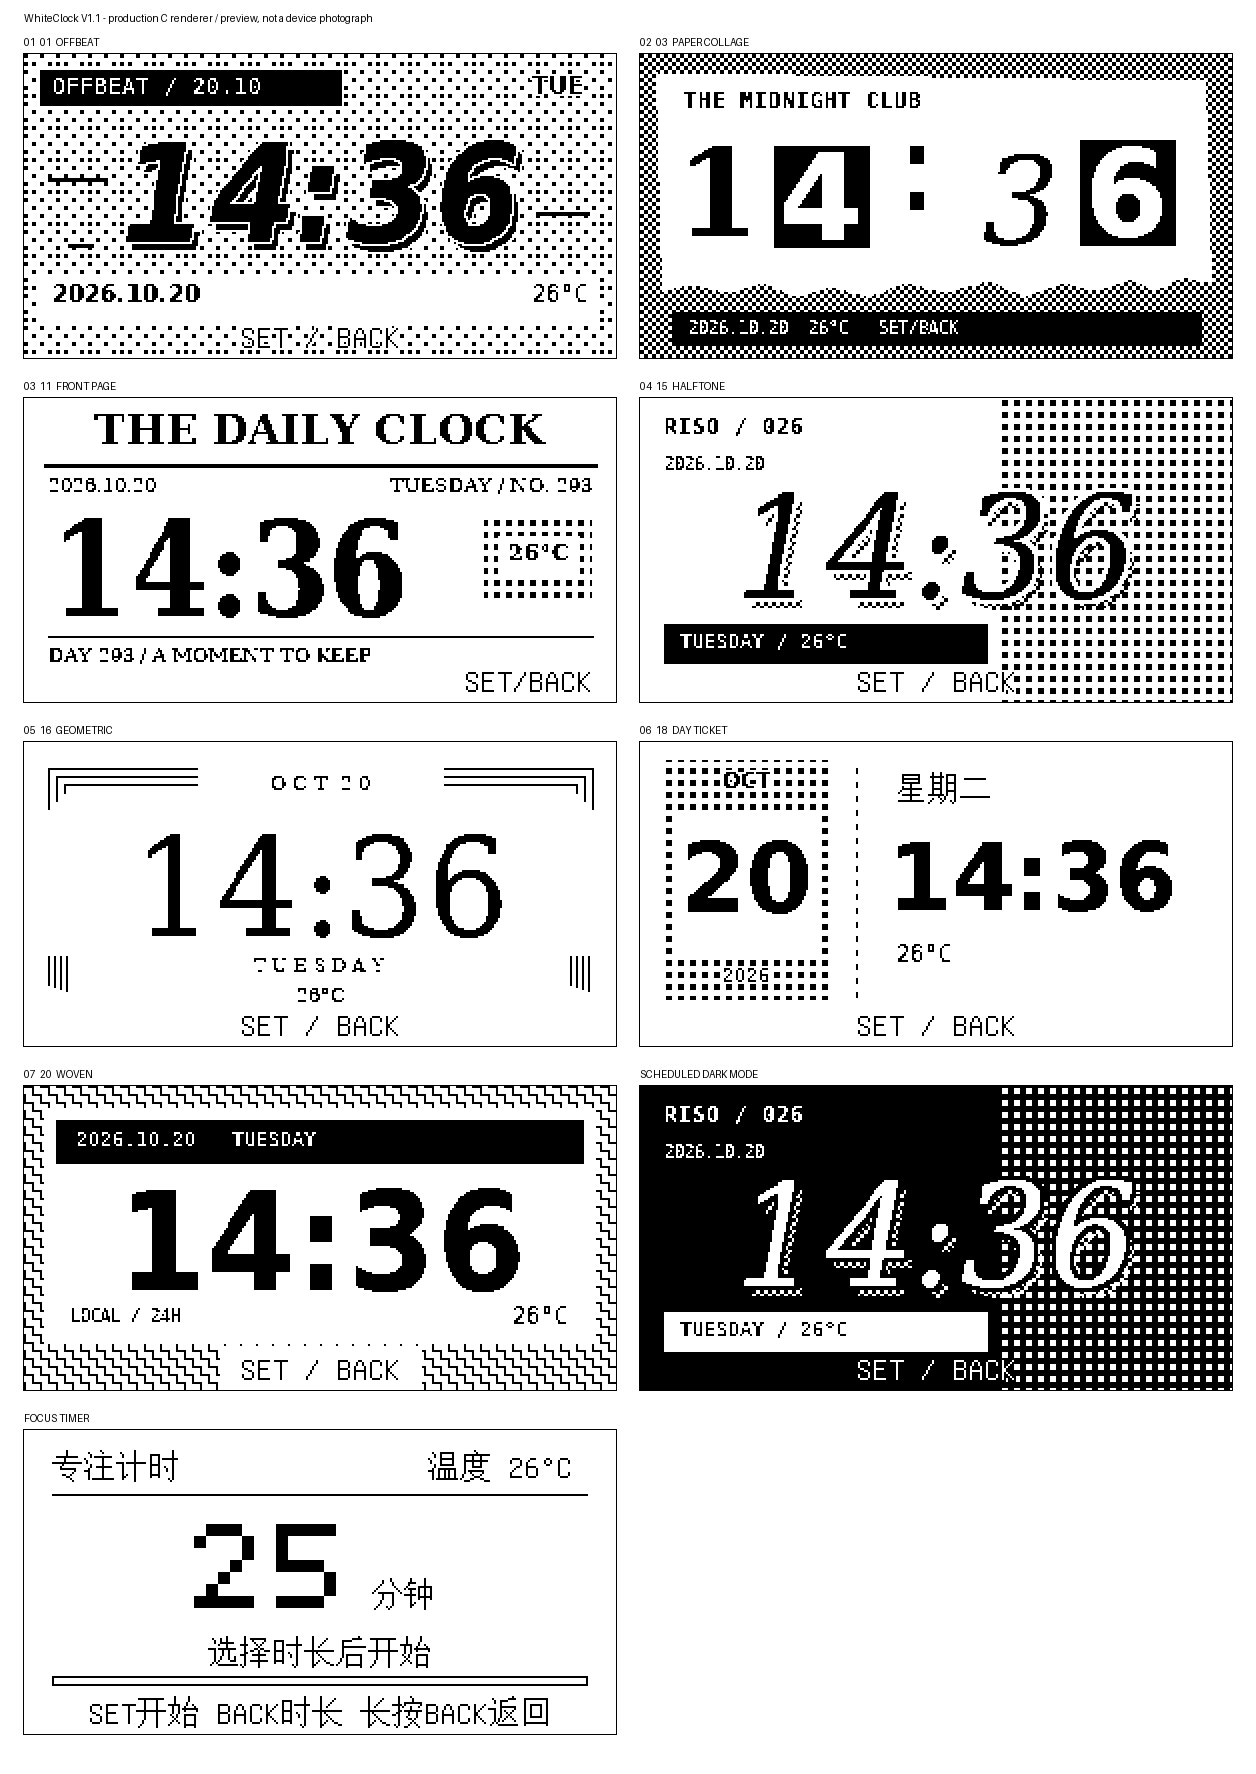 WhiteClock V1.1 - production C renderer / preview, not a device photograph
01 01 OFFBEAT
OFFBEAT / 20.10
TUE
14:36
2026.10.20
26°C
SET / BACK
02 03 PAPER COLLAGE
THE MIDNIGHT CLUB
14:36
2026.10.20 26°C SET/BACK
03 11 FRONT PAGE
THE DAILY CLOCK
2026.10.20
TUESDAY / NO. 293
14:36
26°C
DAY 293 / A MOMENT TO KEEP
SET/BACK
04 15 HALFTONE
RISO / 026
2026.10.20
14:36
TUESDAY / 26°C
SET / BACK
05 16 GEOMETRIC
OCT 20
14:36
TUESDAY
26°C
SET / BACK
06 18 DAY TICKET
OCT
20
2026
星期二
14:36
26°C
SET / BACK
07 20 WOVEN
2026.10.20 TUESDAY
14:36
LOCAL / 24H
26°C
SET / BACK
SCHEDULED DARK MODE
RISO / 026
2026.10.20
14:36
TUESDAY / 26°C
SET / BACK
FOCUS TIMER
专注计时
温度 26°C
25 分钟
选择时长后开始
SET开始 BACK时长 长按BACK返回